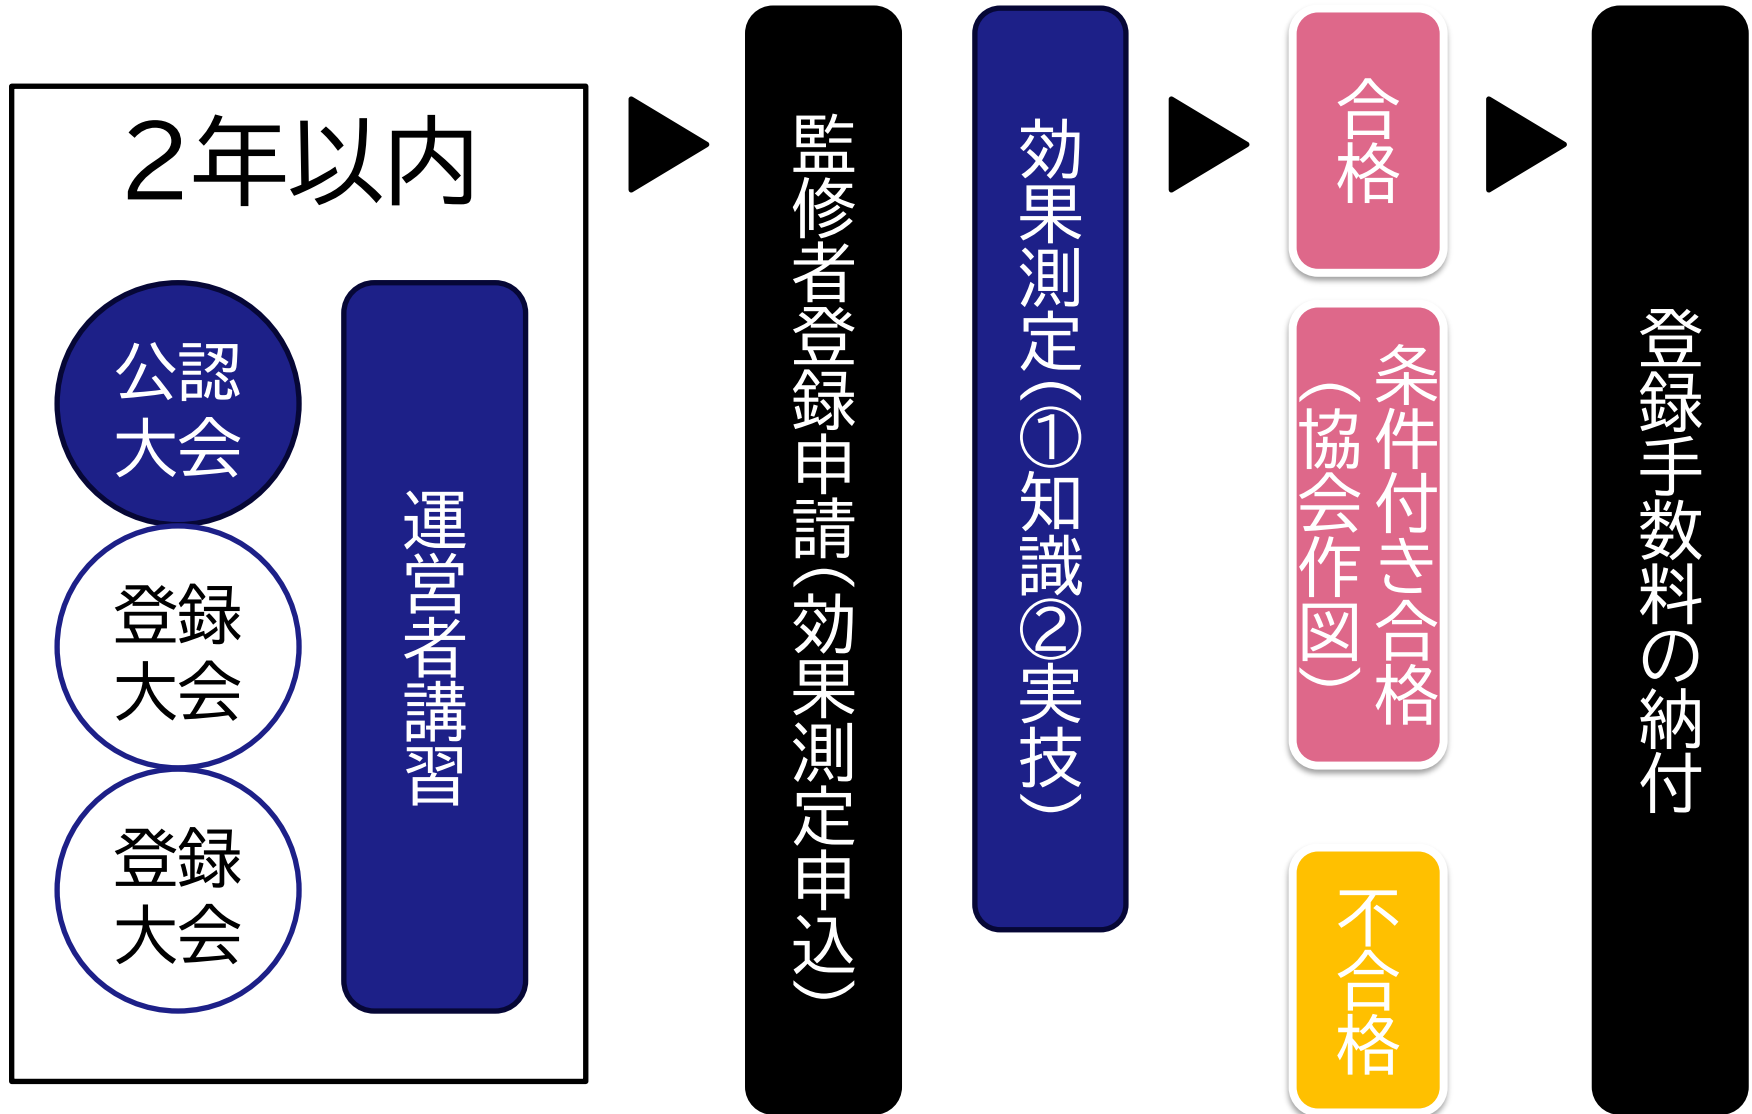 2年以内
公認
大会
登録
大会
登録
大会
運営者講習
監修者登録申請(効果測定申込)
効果測定(①知識②実技)
合格
条件付き合格
(協会作図)
不合格
登録手数料の納付